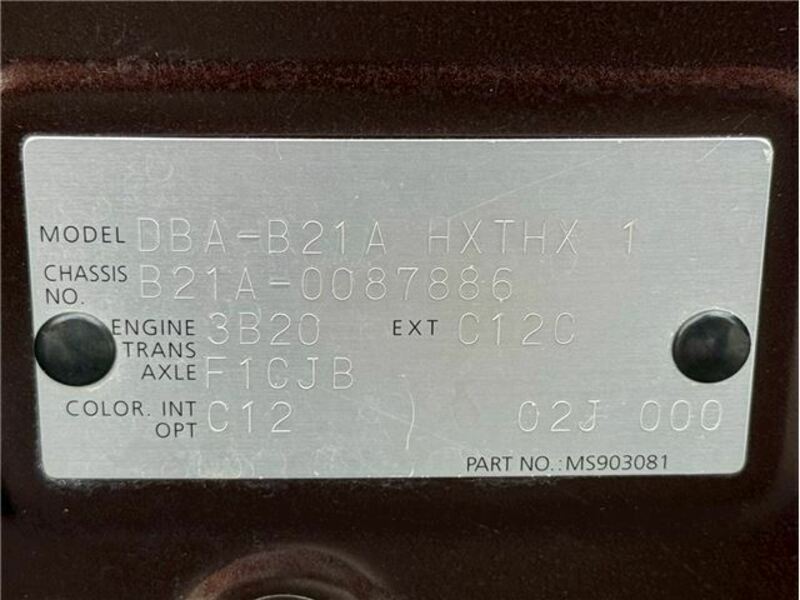 MODEL DBA-B21A HXTHX 1
CHASSIS NO. B21A-0087886
ENGINE 3B20 EXT C12C
TRANS AXLE F1CJB
COLOR. INT OPT C12 02J 000
PART NO.:MS903081